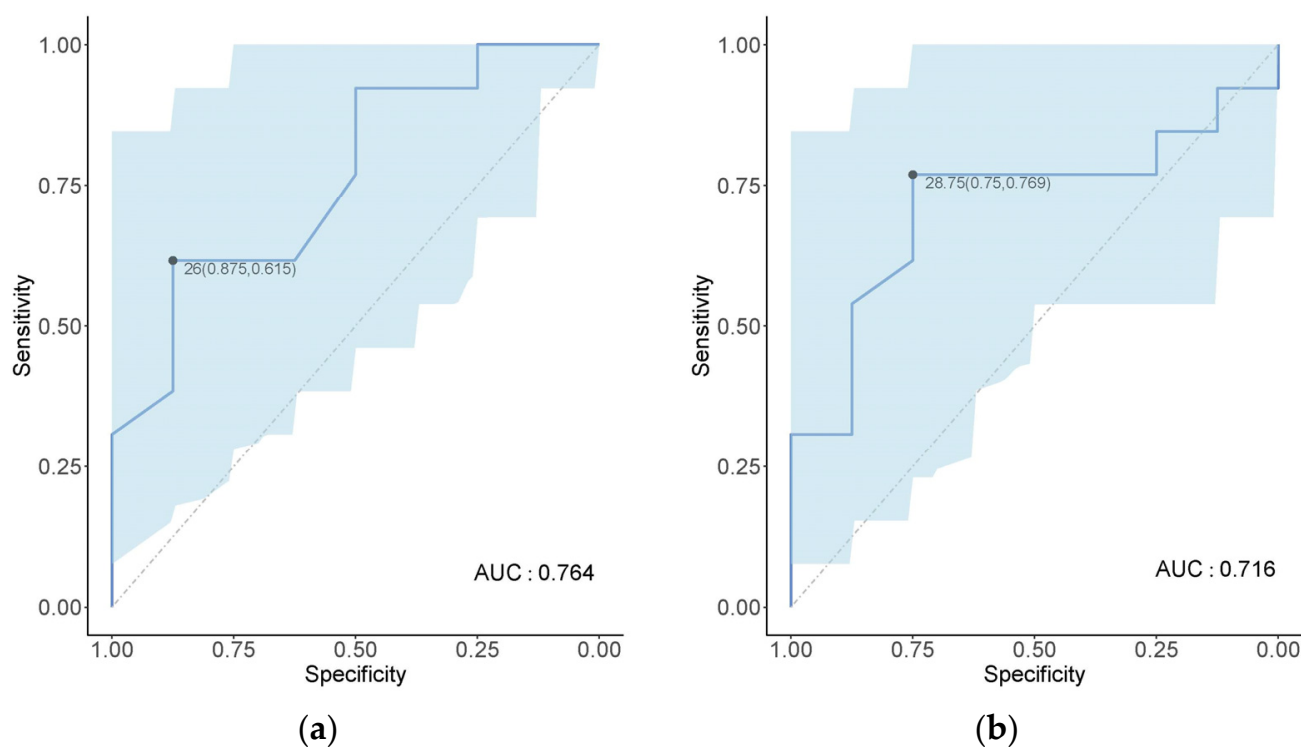 1.00
0.75
0.50
0.25
0.00
Sensitivity
26(0.875,0.615)
AUC : 0.764
1.00 0.75 0.50 0.25 0.00
Specificity
(a)
1.00
0.75
0.50
0.25
0.00
Sensitivity
28.75(0.75,0.769)
AUC : 0.716
1.00 0.75 0.50 0.25 0.00
Specificity
(b)